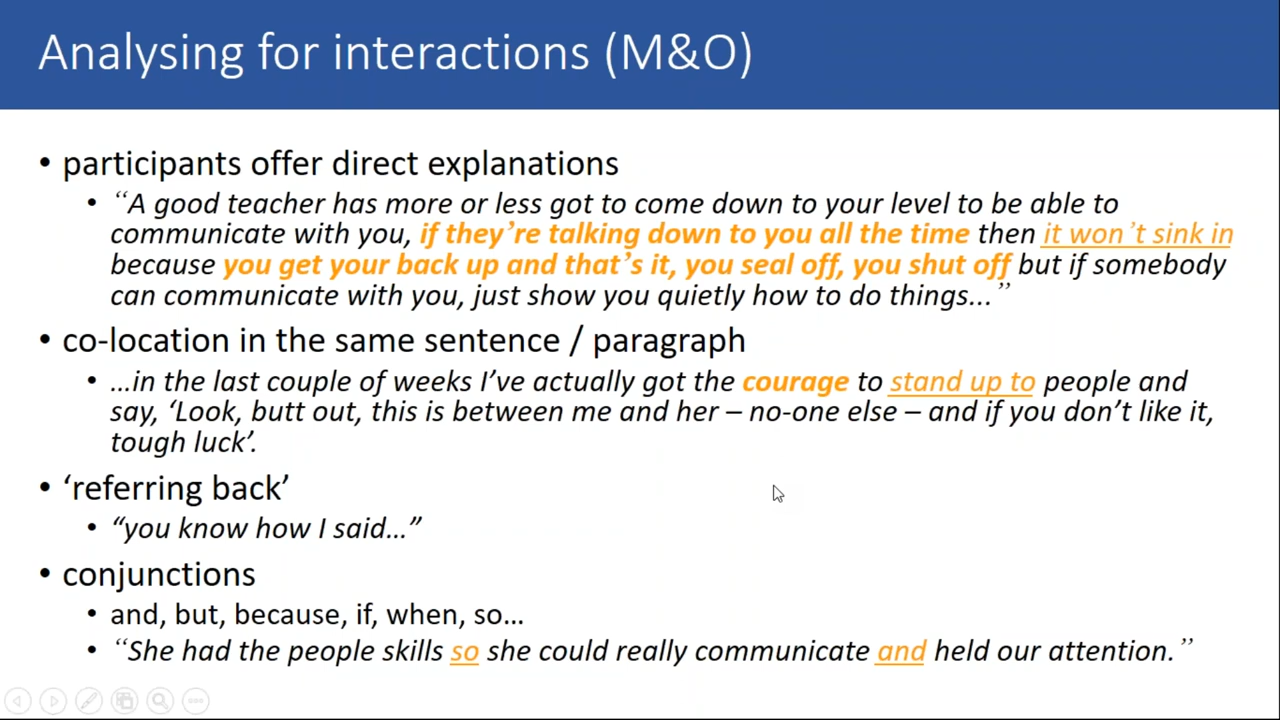 Analysing for interactions (M&O)
• participants offer direct explanations
• “A good teacher has more or less got to come down to your level to be able to
communicate with you, if they’re talking down to you all the time then it won’t sink in
because you get your back up and that’s it, you seal off, you shut off but if somebody
can communicate with you, just show you quietly how to do things...”
• co-location in the same sentence / paragraph
• …in the last couple of weeks I’ve actually got the courage to stand up to people and
say, ‘Look, butt out, this is between me and her – no-one else – and if you don’t like it,
tough luck’.
• ‘referring back’
• “you know how I said…”
• conjunctions
• and, but, because, if, when, so…
• “She had the people skills so she could really communicate and held our attention.”